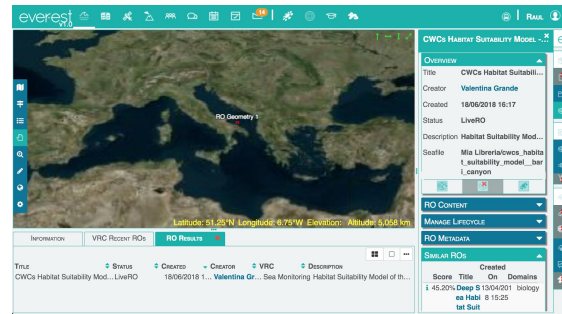 everest
v1.0
14
Raul
RO Geometry 1
Latitude: 51.25°N Longitude: 6.75°W Elevation: Altitude: 5,058 km
Information
VRC Recent ROs
RO Results
Title Status Created Creator VRC Description
CWCs Habitat Suitability Mod... LiveRO 18/06/2018 1... Valentina Gr... Sea Monitoring Habitat Suitability Model of th...
CWCs Habitat Suitability Model -...
Overview
Title CWCs Habitat Suitabili...
Creator Valentina Grande
Created 18/06/2018 16:17
Status LiveRO
Description Habitat Suitability Mod...
Seafile Mia Libreria/cwcs_habita
t_suitability_model__bar
i_canyon
RO Content
Manage Lifecycle
RO Metadata
Similar ROs
Created
Score Title On Domains
45.20% Deep S 13/04/201 biology
ea Habi 8 15:25
tat Suit